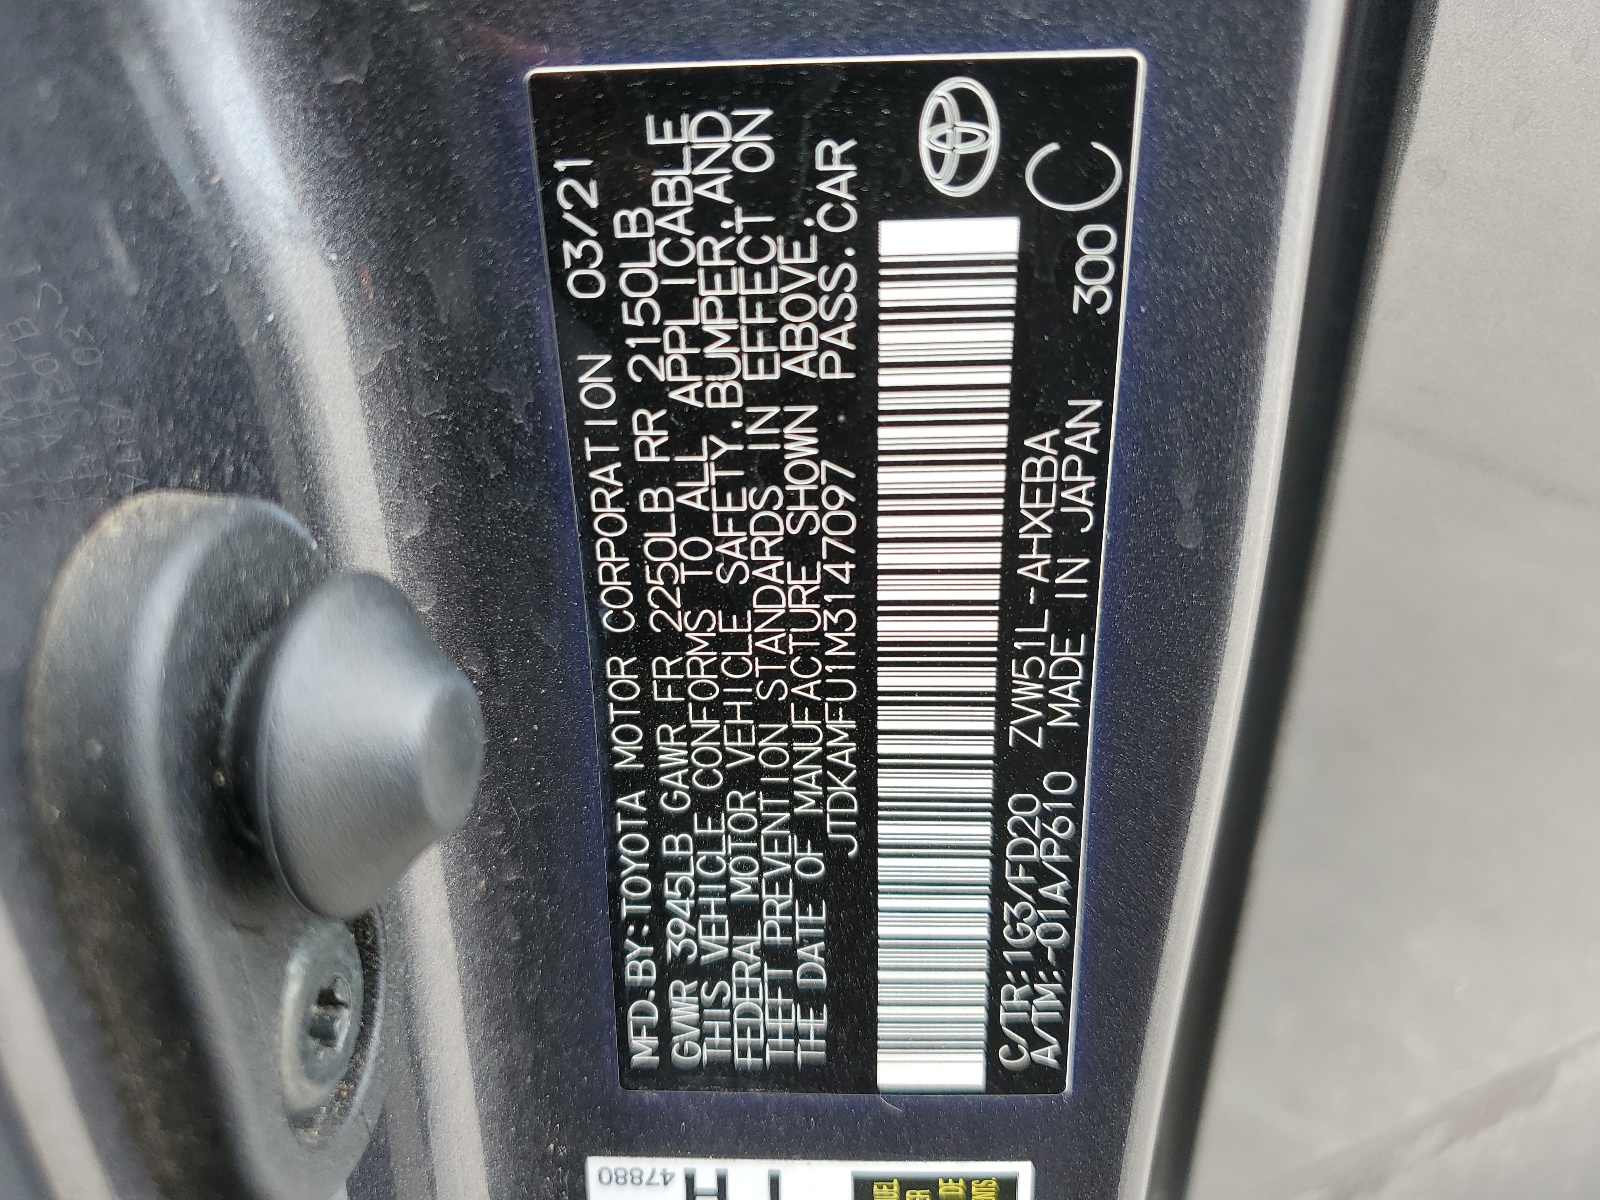 MFD.BY:TOYOTA MOTOR CORPORATION 03/21
GVWR 3945LB GAWR FR 2250LB RR 2150LB
THIS VEHICLE CONFORMS TO ALL APPLICABLE
FEDERAL MOTOR VEHICLE SAFETY,BUMPER,AND
THEFT PREVENTION STANDARDS IN EFFECT ON
THE DATE OF MANUFACTURE SHOWN ABOVE.
JTDKAMFU1M3147097 PASS.CAR
C/TR:1G3/FD20 ZVW51L-AHXEBA
A/TM:-01A/P610 MADE IN JAPAN 300 C
47880